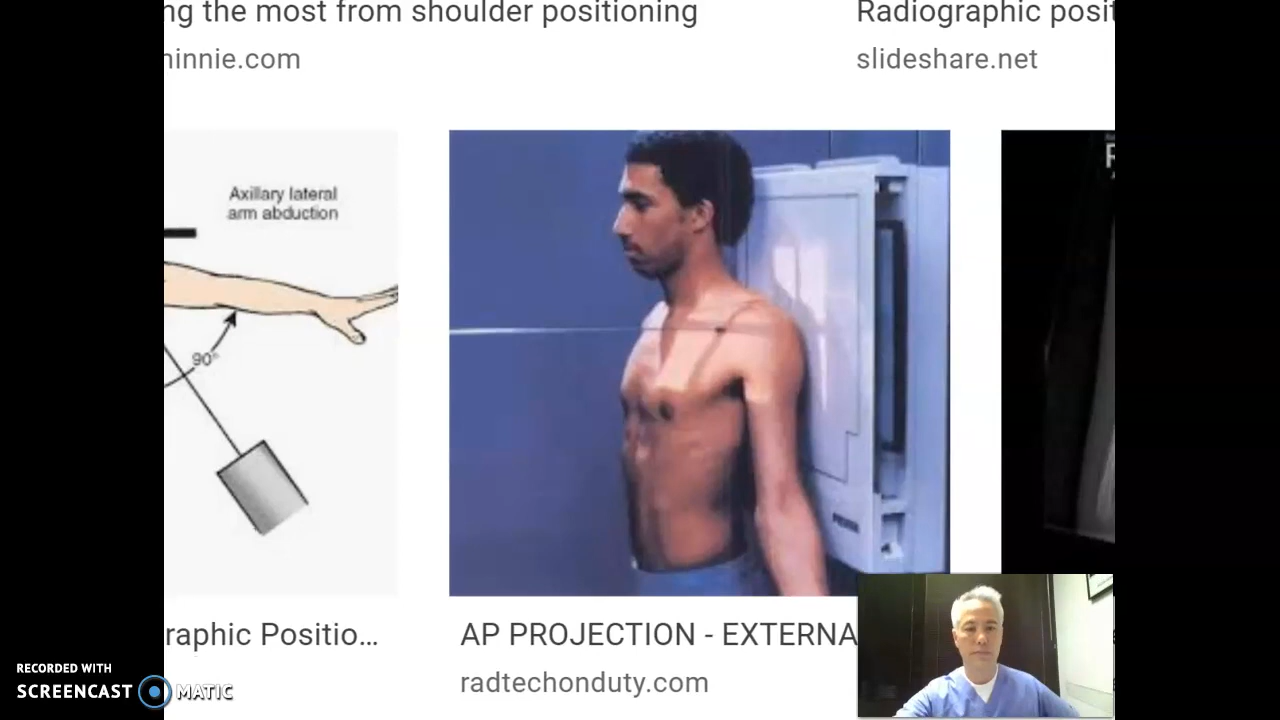 ng the most from shoulder positioning
Radiographic posit
innie.com
slideshare.net
Axillary lateral
arm abduction
90°
raphic Positio...
AP PROJECTION - EXTERNA
radtechonduty.com
RECORDED WITH
SCREENCAST MATIC